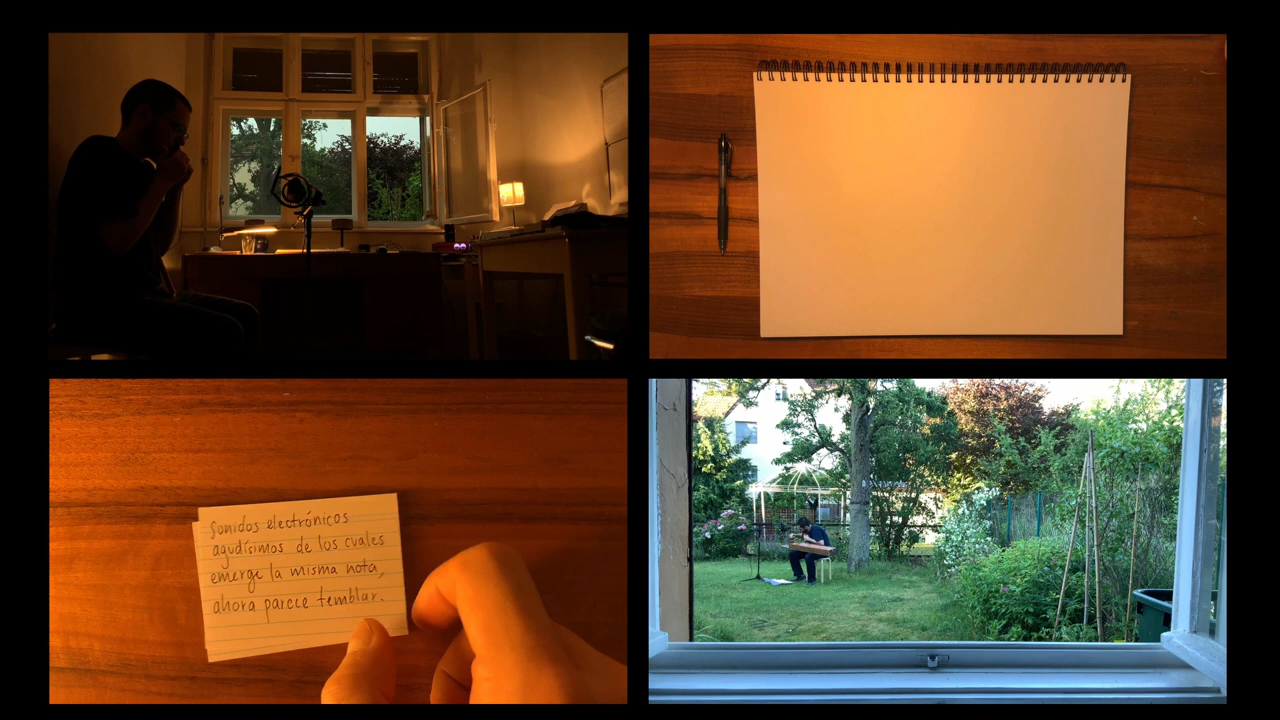 Sonidos electrónicos
agudísimos de los cuales
emerge la misma nota,
ahora parece temblar.